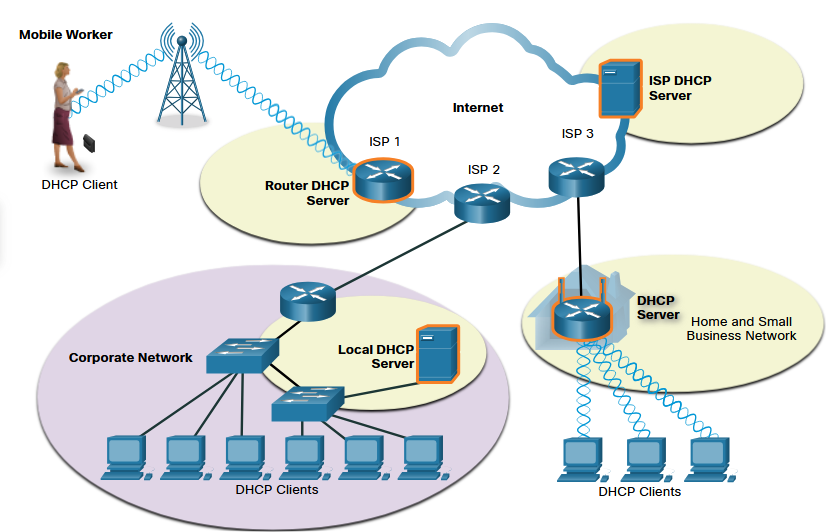 Mobile Worker
DHCP Client
Internet
ISP DHCP
Server
ISP 1
ISP 2
ISP 3
Router DHCP
Server
Corporate Network
Local DHCP
Server
DHCP Clients
DHCP
Server
Home and Small
Business Network
DHCP Clients